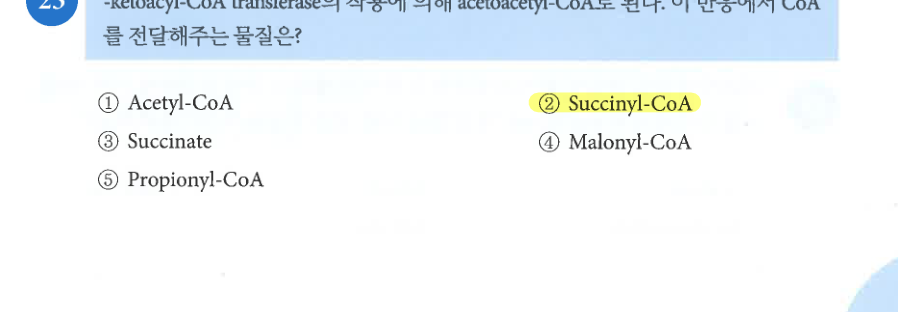 23
-ketoacyl-CoA transferase의 작용에 의해 acetoacetyl-CoA로 된다. 이 반응에서 CoA
를 전달해주는 물질은?
① Acetyl-CoA
② Succinyl-CoA
③ Succinate
④ Malonyl-CoA
⑤ Propionyl-CoA